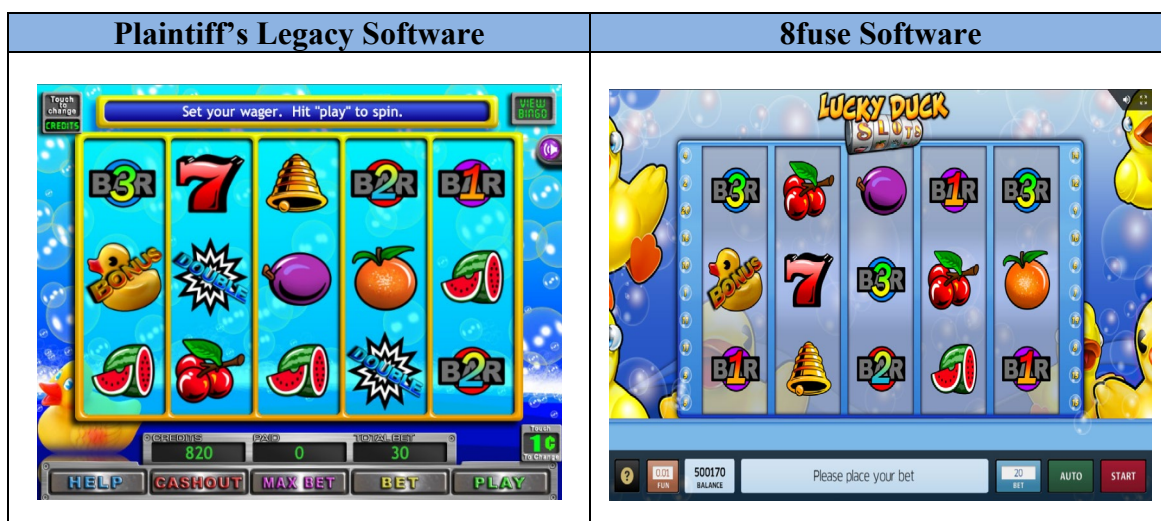 Plaintiff's Legacy Software
8fuse Software
Touch
to
change
CREDITS
Set your wager. Hit "play" to spin.
VIEW
BINGO
B3R 7 B2R B1R
BONUS DOUBLE
DOUBLE B2R
CREDITS PAID TOTAL BET
820 0 30
Touch
1¢
To Change
HELP CASHOUT MAX BET BET PLAY
LUCKY DUCK
SLOTS
B3R B1R B3R
BONUS 7 B3R
B1R B2R B1R
?
0.01
FUN
500170
BALANCE
Please place your bet
20
BET
AUTO
START